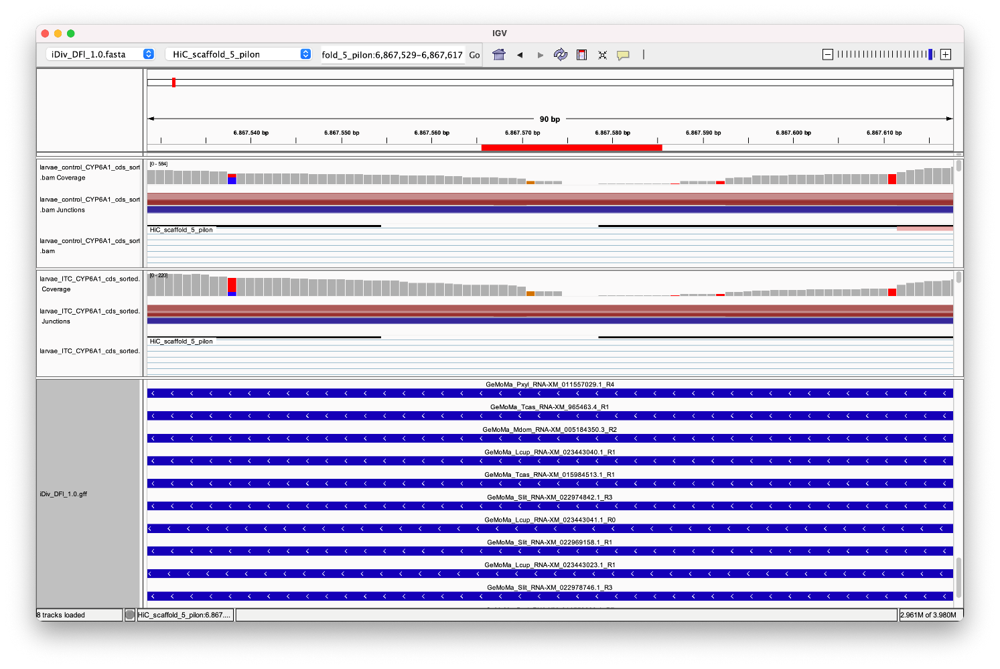 IGV
iDiv_DFl_1.0.fasta HiC_scaffold_5_pilon fold_5_pilon:6,867,529-6,867,617 Go
90 bp
6.867.540 bp 6.867.550 bp 6.867.560 bp 6.867.570 bp 6.867.580 bp 6.867.590 bp 6.867.600 bp 6.867.610 bp
larvae_control_CYP6A1_cds_sort
.bam Coverage
[0 - 584]
larvae_control_CYP6A1_cds_sort
.bam Junctions
HiC_scaffold_5_pilon
larvae_control_CYP6A1_cds_sort
.bam
larvae_ITC_CYP6A1_cds_sorted.
Coverage
[0 - 220]
larvae_ITC_CYP6A1_cds_sorted.
Junctions
HiC_scaffold_5_pilon
larvae_ITC_CYP6A1_cds_sorted.
GeMoMa_Pxyl_RNA-XM_011557029.1_R4
GeMoMa_Tcas_RNA-XM_965463.4_R1
GeMoMa_Mdom_RNA-XM_005184350.3_R2
GeMoMa_Lcup_RNA-XM_023443040.1_R1
GeMoMa_Tcas_RNA-XM_015984513.1_R1
iDiv_DFl_1.0.gff
GeMoMa_Slit_RNA-XM_022974842.1_R3
GeMoMa_Lcup_RNA-XM_023443041.1_R0
GeMoMa_Slit_RNA-XM_022969158.1_R1
GeMoMa_Lcup_RNA-XM_023443023.1_R1
GeMoMa_Slit_RNA-XM_022978746.1_R3
8 tracks loaded HiC_scaffold_5_pilon:6.867.... 2.961M of 3.980M